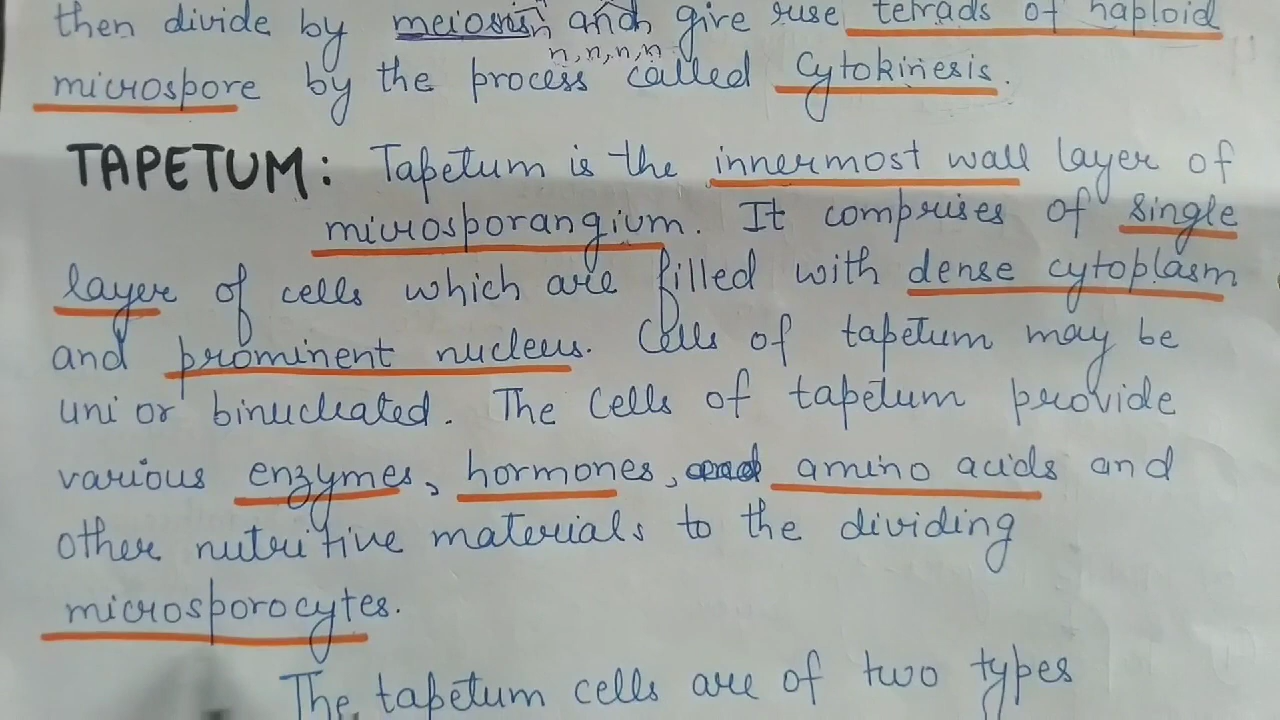 then divide by meiosis and give rise tetrads of haploid
n, n, n, n
microspore by the process called Cytokinesis.
TAPETUM: Tapetum is the innermost wall layer of
microsporangium. It comprises of single
layer of cells which are filled with dense cytoplasm
and prominent nucleus. Cells of tapetum may be
uni or binucleated. The Cells of tapetum provide
various enzymes, hormones, amino acids and
other nutritive materials to the dividing
microsporocytes.
The tapetum cells are of two types